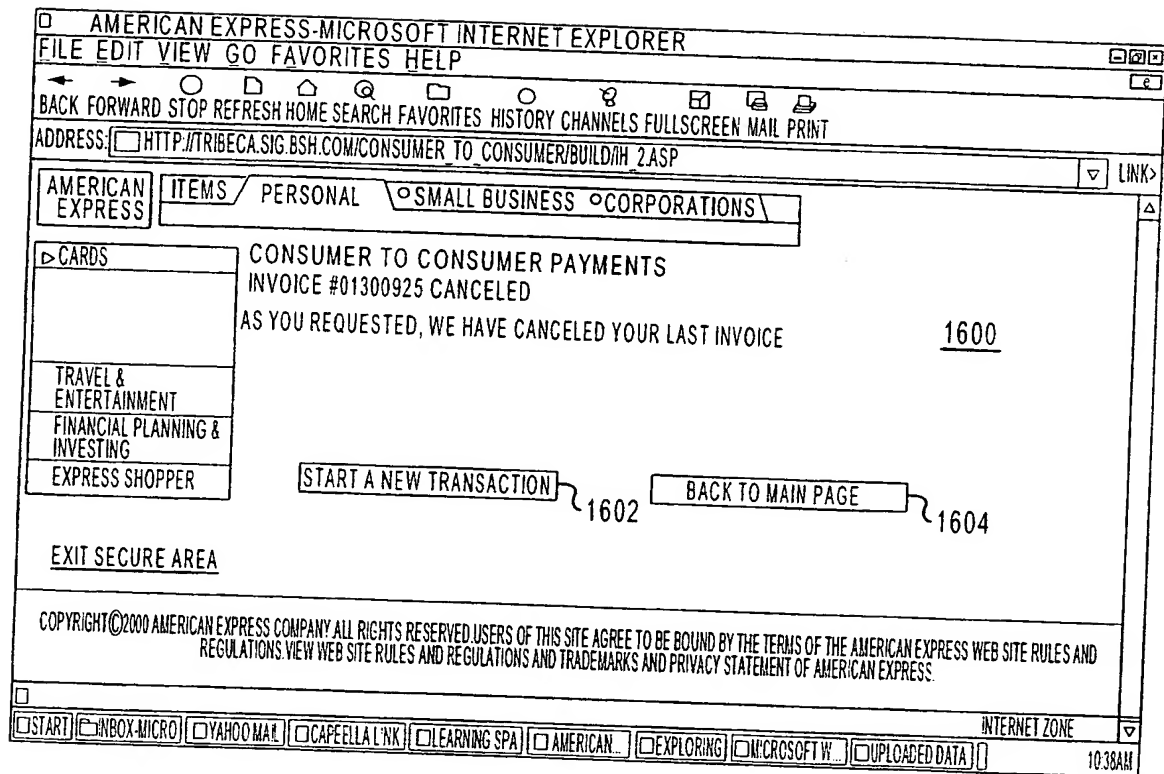 AMERICAN EXPRESS-MICROSOFT INTERNET EXPLORER
FILE EDIT VIEW GO FAVORITES HELP
e
BACK FORWARD STOP REFRESH HOME SEARCH FAVORITES HISTORY CHANNELS FULLSCREEN MAIL PRINT
ADDRESS: HTTP://TRIBECA.SIG.BSH.COM/CONSUMER_TO_CONSUMER/BUILD/IH_2.ASP LINK>
AMERICAN EXPRESS
ITEMS PERSONAL SMALL BUSINESS CORPORATIONS
CARDS
CONSUMER TO CONSUMER PAYMENTS
INVOICE #01300925 CANCELED
AS YOU REQUESTED, WE HAVE CANCELED YOUR LAST INVOICE 1600
TRAVEL &
ENTERTAINMENT
FINANCIAL PLANNING &
INVESTING
EXPRESS SHOPPER
START A NEW TRANSACTION 1602 BACK TO MAIN PAGE 1604
EXIT SECURE AREA
COPYRIGHT©2000 AMERICAN EXPRESS COMPANY. ALL RIGHTS RESERVED.USERS OF THIS SITE AGREE TO BE BOUND BY THE TERMS OF THE AMERICAN EXPRESS WEB SITE RULES AND
REGULATIONS.VIEW WEB SITE RULES AND REGULATIONS AND TRADEMARKS AND PRIVACY STATEMENT OF AMERICAN EXPRESS.
INTERNET ZONE
START INBOX-MICRO YAHOO MAIL CAPEELLA L'NK LEARNING SPA AMERICAN... EXPLORING MICROSOFT W... UPLOADED DATA 10:38AM